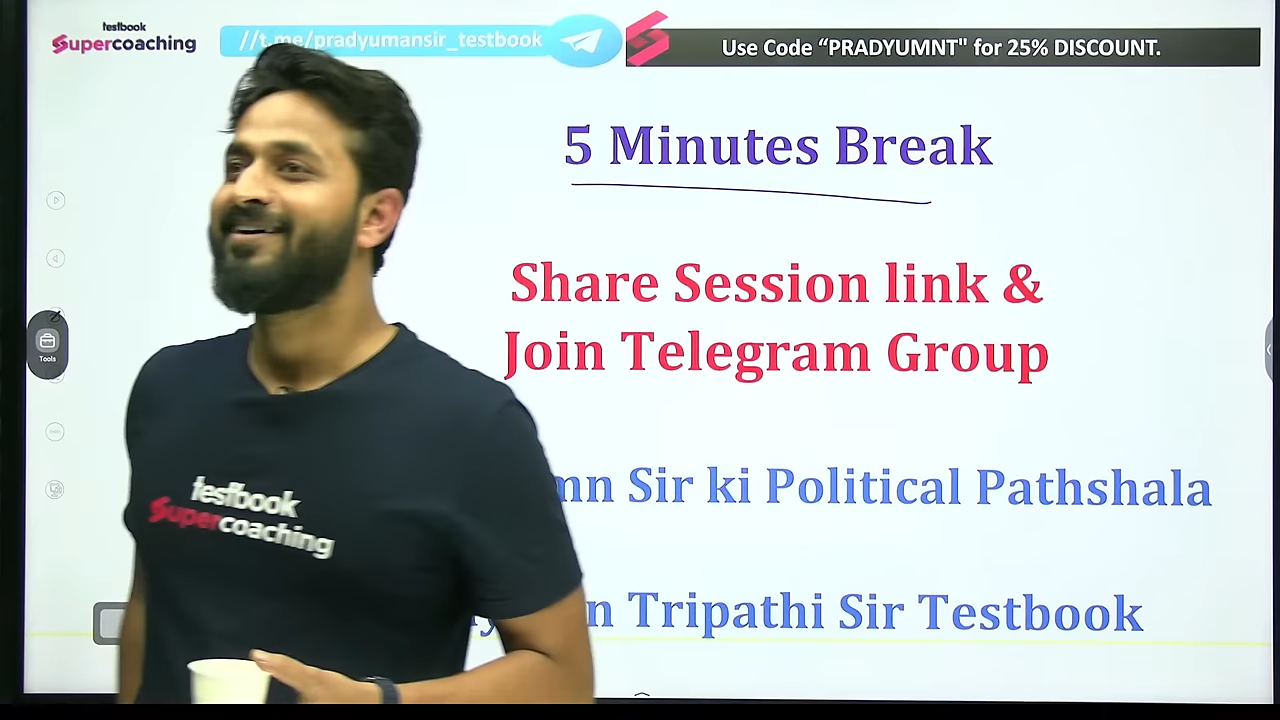 testbook
Supercoaching
//t.me/pradyumansir_testbook
Use Code “PRADYUMNT" for 25% DISCOUNT.
5 Minutes Break
Share Session link &
Join Telegram Group
Sir ki Political Pathshala
Tripathi Sir Testbook
Tools
testbook
Supercoaching